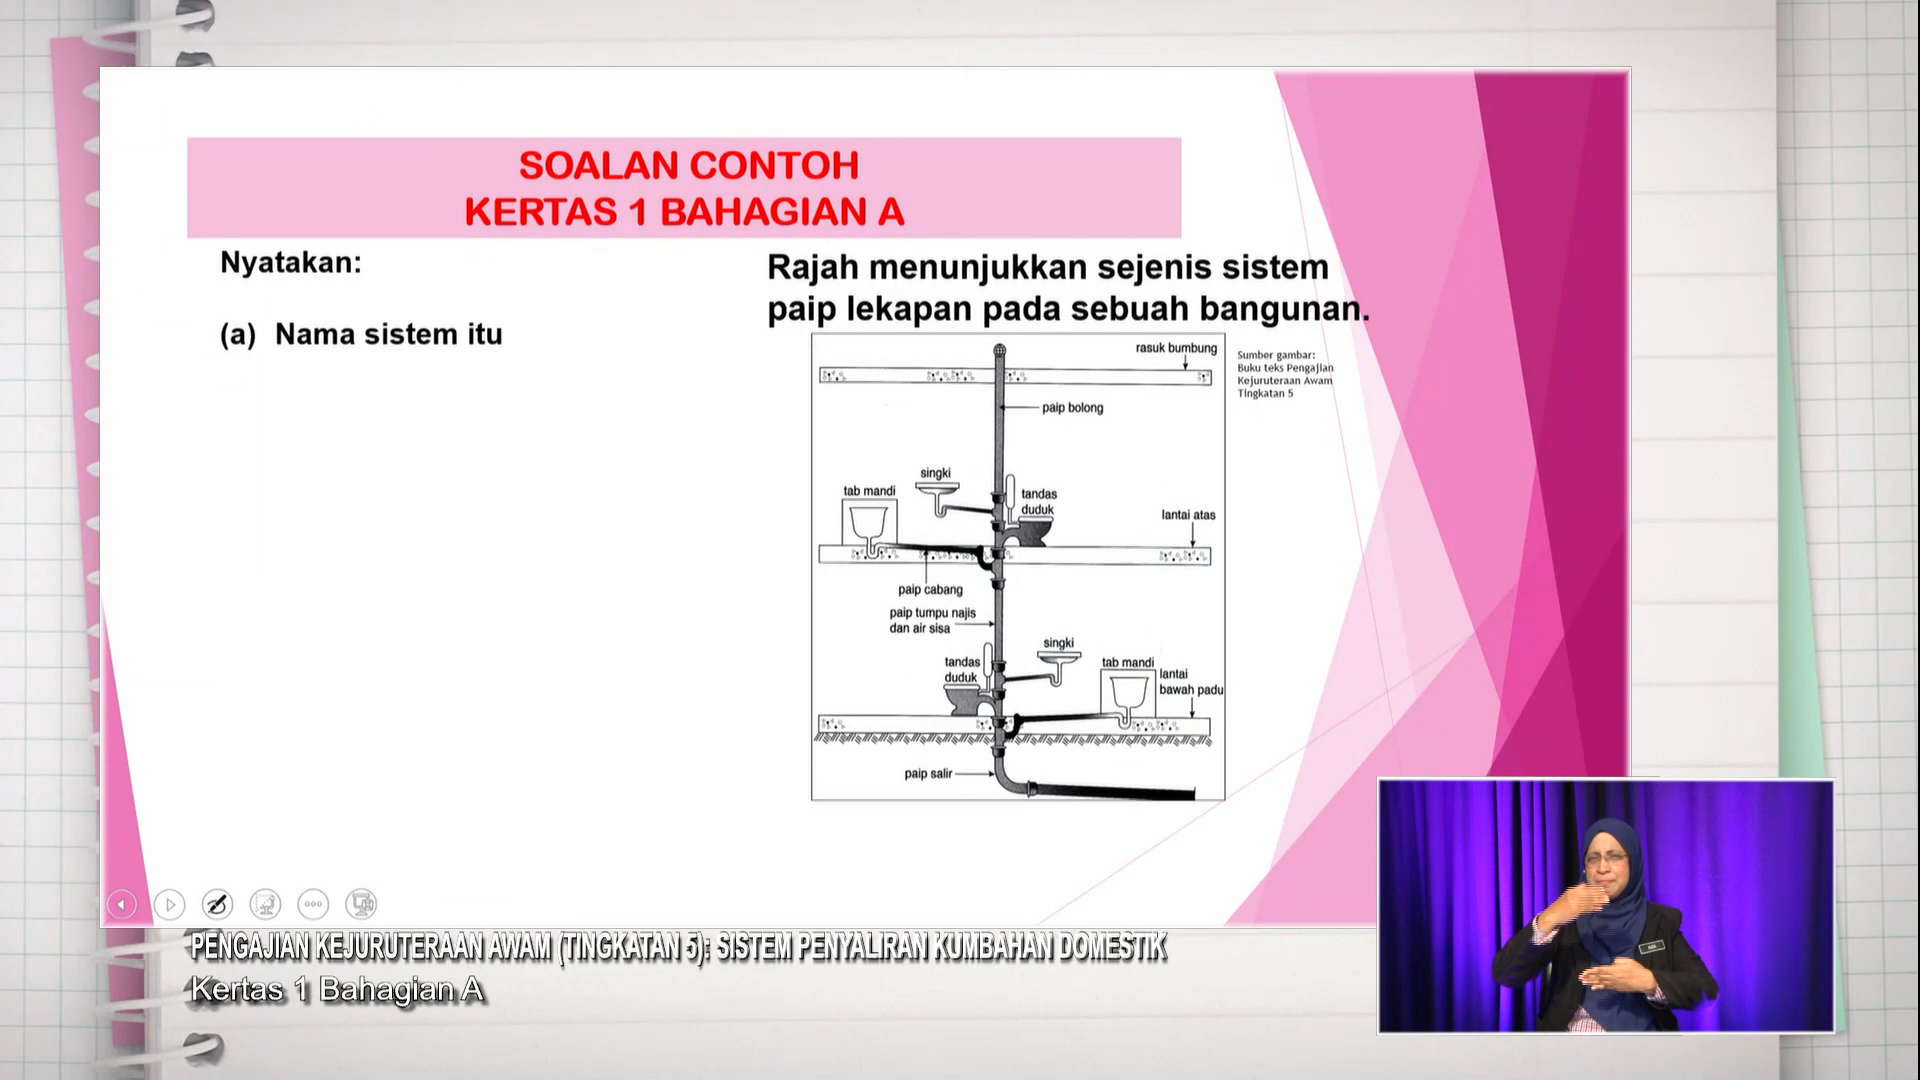 SOALAN CONTOH
KERTAS 1 BAHAGIAN A
Nyatakan:
(a) Nama sistem itu
Rajah menunjukkan sejenis sistem
paip lekapan pada sebuah bangunan.
rasuk bumbung
Sumber gambar:
Buku teks Pengajian
Kejuruteraan Awam
Tingkatan 5
paip bolong
singki
tab mandi
tandas
duduk
lantai atas
paip cabang
paip tumpu najis
dan air sisa
singki
tandas
duduk
tab mandi
lantai
bawah padu
paip salir
PENGAJIAN KEJURUTERAAN AWAM (TINGKATAN 5): SISTEM PENYALIRAN KUMBAHAN DOMESTIK
Kertas 1 Bahagian A